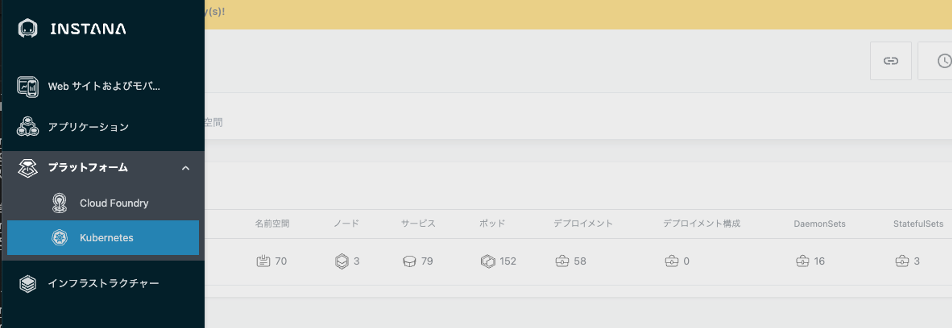 y(s)!
INSTANA
Web サイトおよびモバ...
アプリケーション
空間
プラットフォーム
Cloud Foundry
Kubernetes
インフラストラクチャー
名前空間 ノード サービス ポッド デプロイメント デプロイメント構成 DaemonSets StatefulSets
70 3 79 152 58 0 16 3